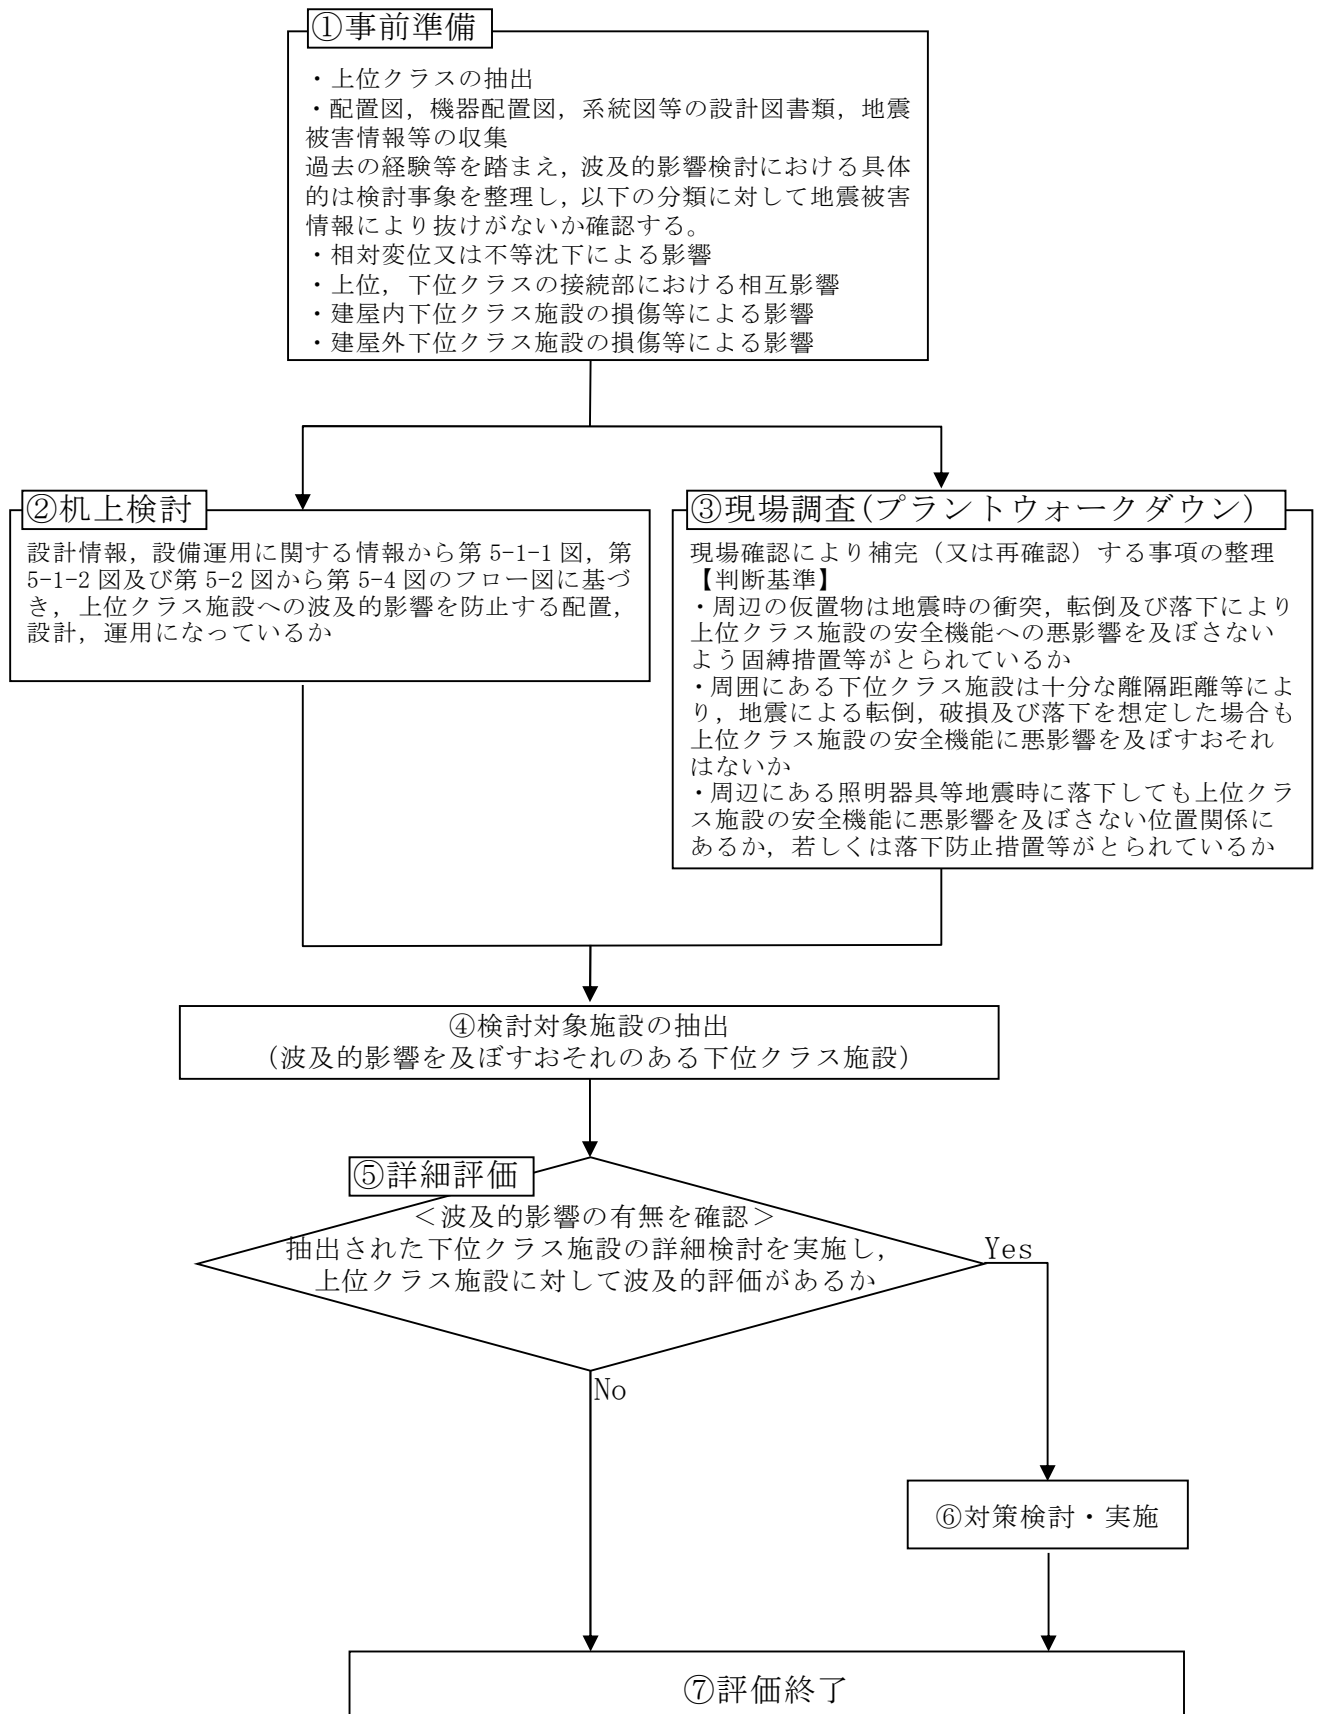 ①事前準備
・上位クラスの抽出
・配置図，機器配置図，系統図等の設計図書類，地震
被害情報等の収集
過去の経験等を踏まえ，波及的影響検討における具体
的は検討事象を整理し，以下の分類に対して地震被害
情報により抜けがないか確認する。
・相対変位又は不等沈下による影響
・上位，下位クラスの接続部における相互影響
・建屋内下位クラス施設の損傷等による影響
・建屋外下位クラス施設の損傷等による影響
②机上検討
設計情報，設備運用に関する情報から第 5-1-1 図，第
5-1-2 図及び第 5-2 図から第 5-4 図のフロー図に基づ
き，上位クラス施設への波及的影響を防止する配置，
設計，運用になっているか
③現場調査(プラントウォークダウン)
現場確認により補完（又は再確認）する事項の整理
【判断基準】
・周辺の仮置物は地震時の衝突，転倒及び落下により
上位クラス施設の安全機能への悪影響を及ぼさない
よう固縛措置等がとられているか
・周囲にある下位クラス施設は十分な離隔距離等によ
り，地震による転倒，破損及び落下を想定した場合も
上位クラス施設の安全機能に悪影響を及ぼすおそれ
はないか
・周辺にある照明器具等地震時に落下しても上位クラ
ス施設の安全機能に悪影響を及ぼさない位置関係に
あるか，若しくは落下防止措置等がとられているか
④検討対象施設の抽出
（波及的影響を及ぼすおそれのある下位クラス施設）
⑤詳細評価
＜波及的影響の有無を確認＞
抽出された下位クラス施設の詳細検討を実施し，
上位クラス施設に対して波及的評価があるか
Yes
No
⑥対策検討・実施
⑦評価終了